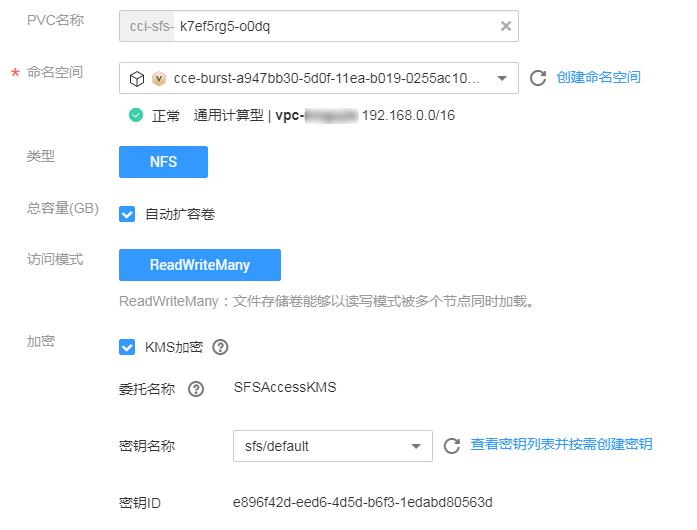 PVC名称 cci-sfs- k7ef5rg5-o0dq
* 命名空间 cce-burst-a947bb30-5d0f-11ea-b019-0255ac10... 创建命名空间
正常 通用计算型 | vpc- 192.168.0.0/16
类型 NFS
总容量(GB) 自动扩容卷
访问模式 ReadWriteMany
ReadWriteMany：文件存储卷能够以读写模式被多个节点同时加载。
加密 KMS加密
委托名称 SFSAccessKMS
密钥名称 sfs/default 查看密钥列表并按需创建密钥
密钥ID e896f42d-eed6-4d5d-b6f3-1edabd80563d